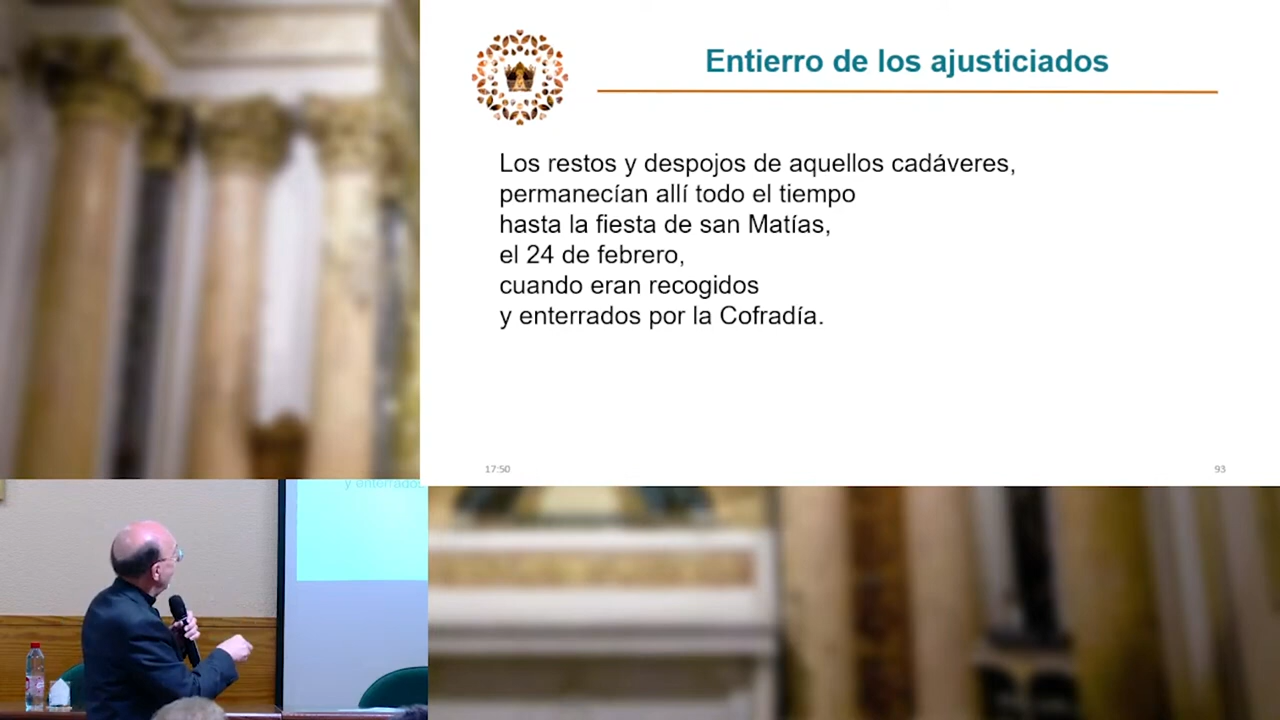 Entierro de los ajusticiados
Los restos y despojos de aquellos cadáveres,
permanecían allí todo el tiempo
hasta la fiesta de san Matías,
el 24 de febrero,
cuando eran recogidos
y enterrados por la Cofradía.
17:50
93
y enterrados